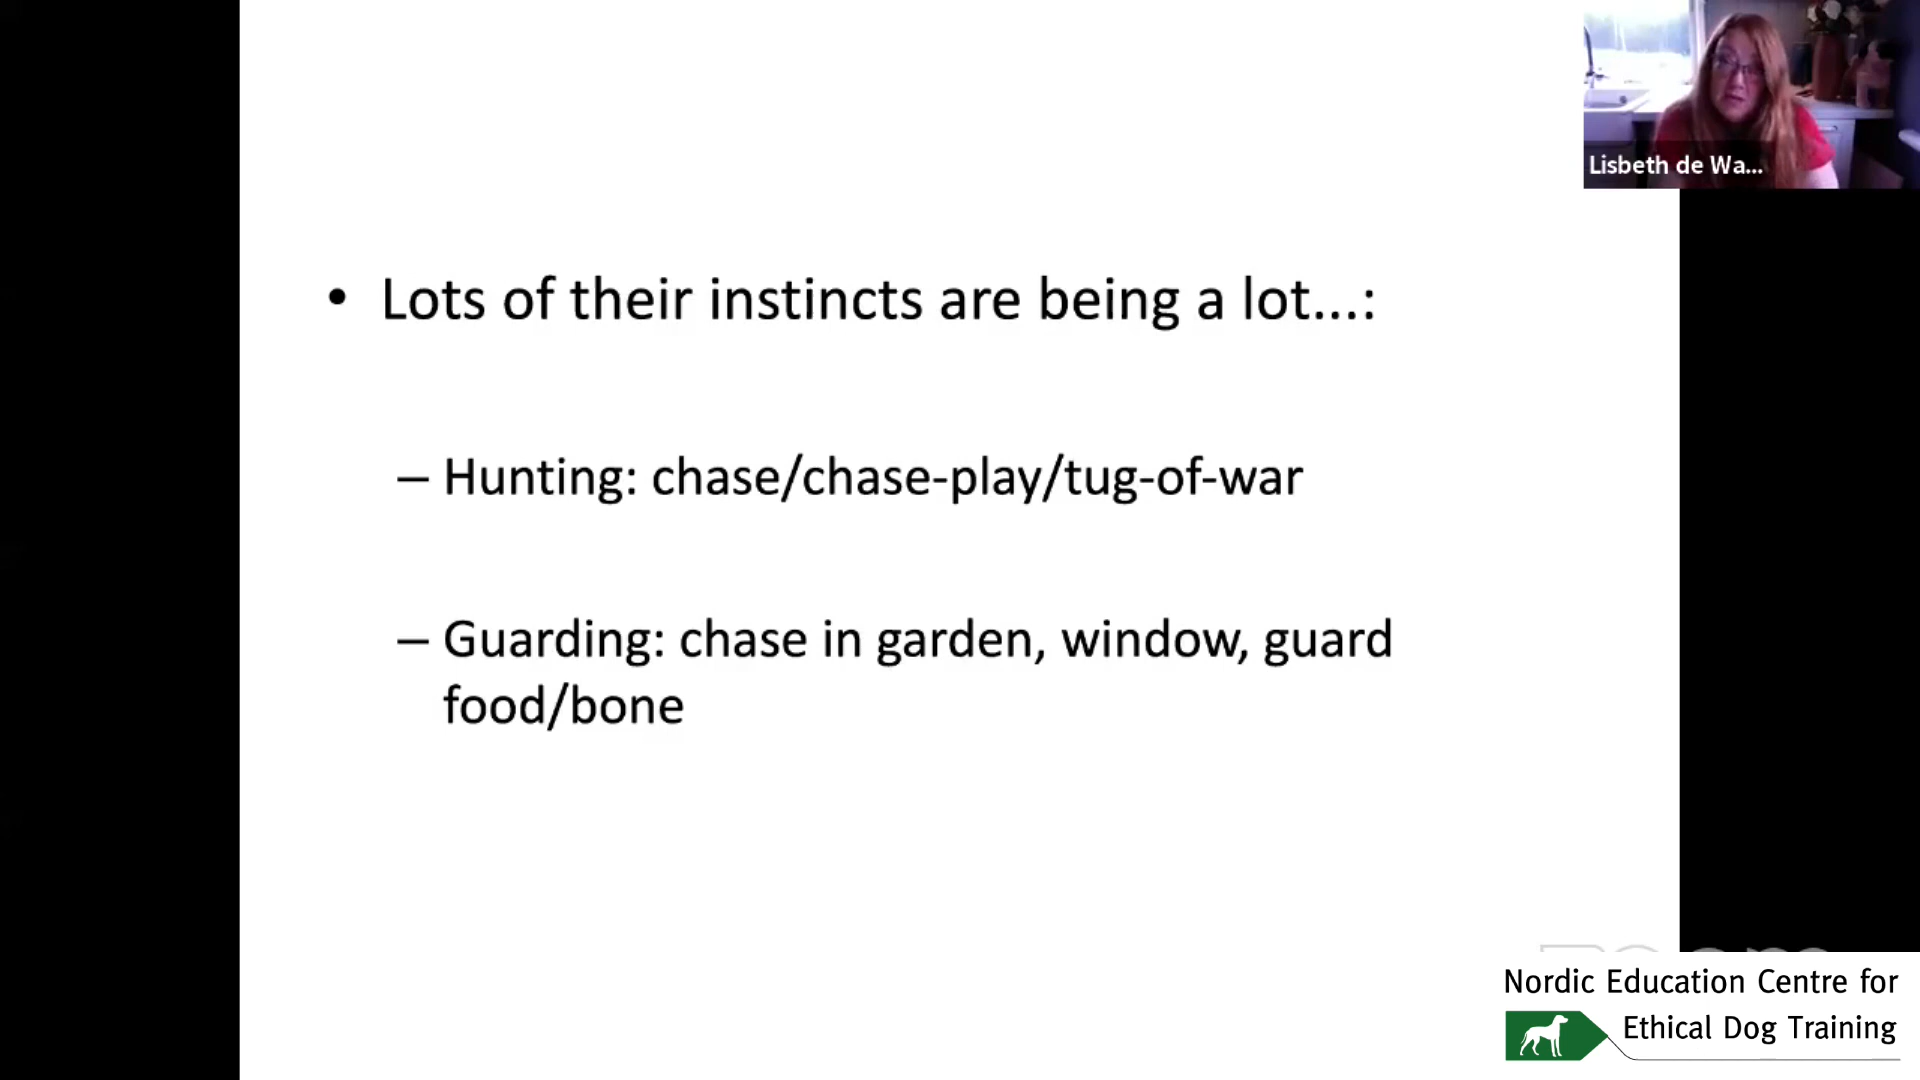 Lisbeth de Wa...
• Lots of their instincts are being a lot...:
– Hunting: chase/chase-play/tug-of-war
– Guarding: chase in garden, window, guard
food/bone
zoom
Nordic Education Centre for
Ethical Dog Training